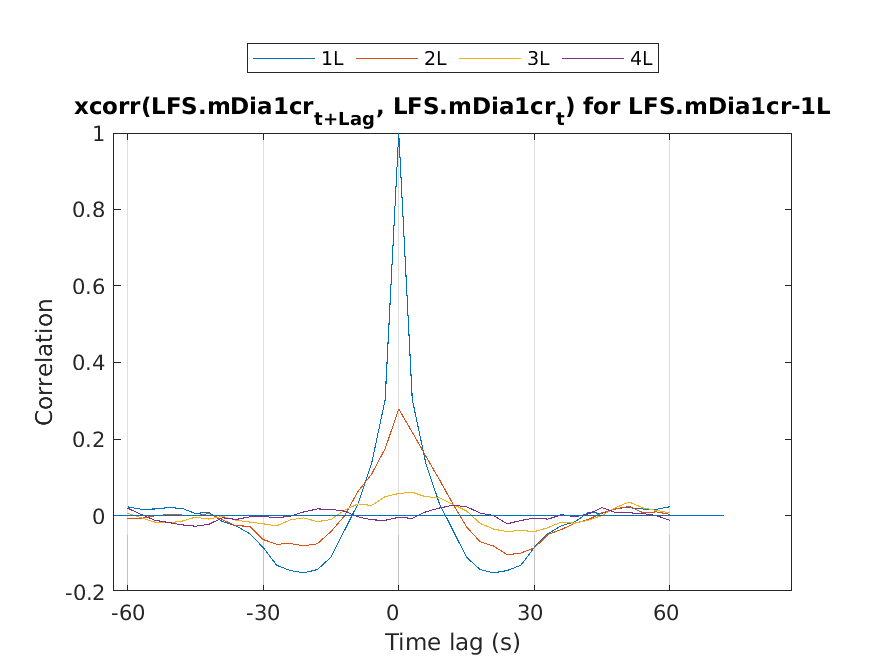 1L 2L 3L 4L
xcorr(LFS.mDia1cr_{t+Lag}, LFS.mDia1cr_t) for LFS.mDia1cr-1L
1
0.8
0.6
0.4
0.2
0
-0.2
Correlation
-60 -30 0 30 60
Time lag (s)